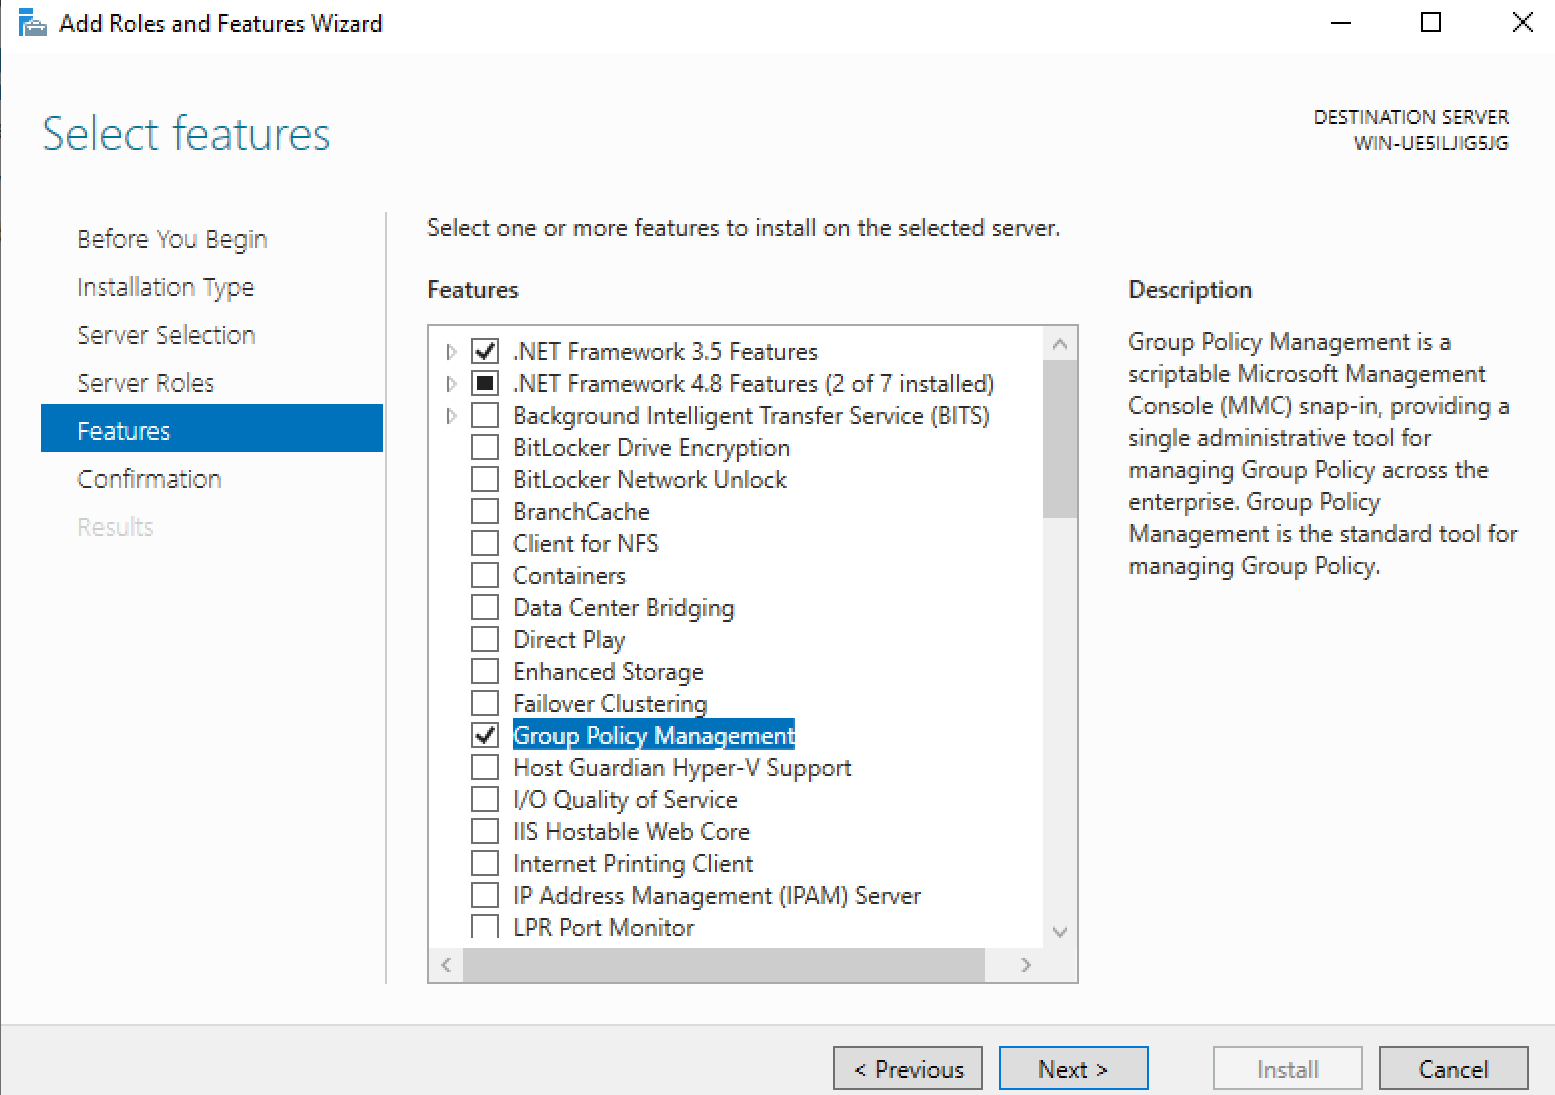 Add Roles and Features Wizard
Select features
DESTINATION SERVER
WIN-UE5ILJIG5JG
Before You Begin
Installation Type
Server Selection
Server Roles
Features
Confirmation
Results
Select one or more features to install on the selected server.
Features
.NET Framework 3.5 Features
.NET Framework 4.8 Features (2 of 7 installed)
Background Intelligent Transfer Service (BITS)
BitLocker Drive Encryption
BitLocker Network Unlock
BranchCache
Client for NFS
Containers
Data Center Bridging
Direct Play
Enhanced Storage
Failover Clustering
Group Policy Management
Host Guardian Hyper-V Support
I/O Quality of Service
IIS Hostable Web Core
Internet Printing Client
IP Address Management (IPAM) Server
LPR Port Monitor
Description
Group Policy Management is a
scriptable Microsoft Management
Console (MMC) snap-in, providing a
single administrative tool for
managing Group Policy across the
enterprise. Group Policy
Management is the standard tool for
managing Group Policy.
< Previous
Next >
Install
Cancel